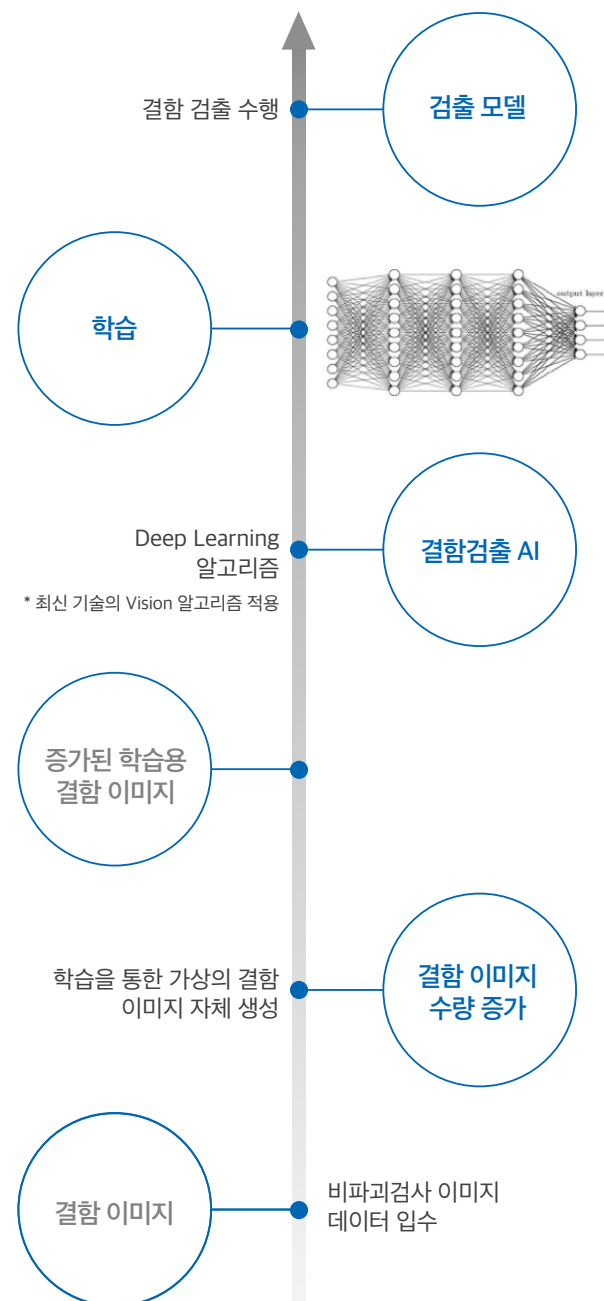 결함 검출 수행
검출 모델
학습
output layer
Deep Learning
알고리즘
* 최신 기술의 Vision 알고리즘 적용
결함검출 AI
증가된 학습용
결함 이미지
학습을 통한 가상의 결함
이미지 자체 생성
결함 이미지
수량 증가
결함 이미지
비파괴검사 이미지
데이터 입수